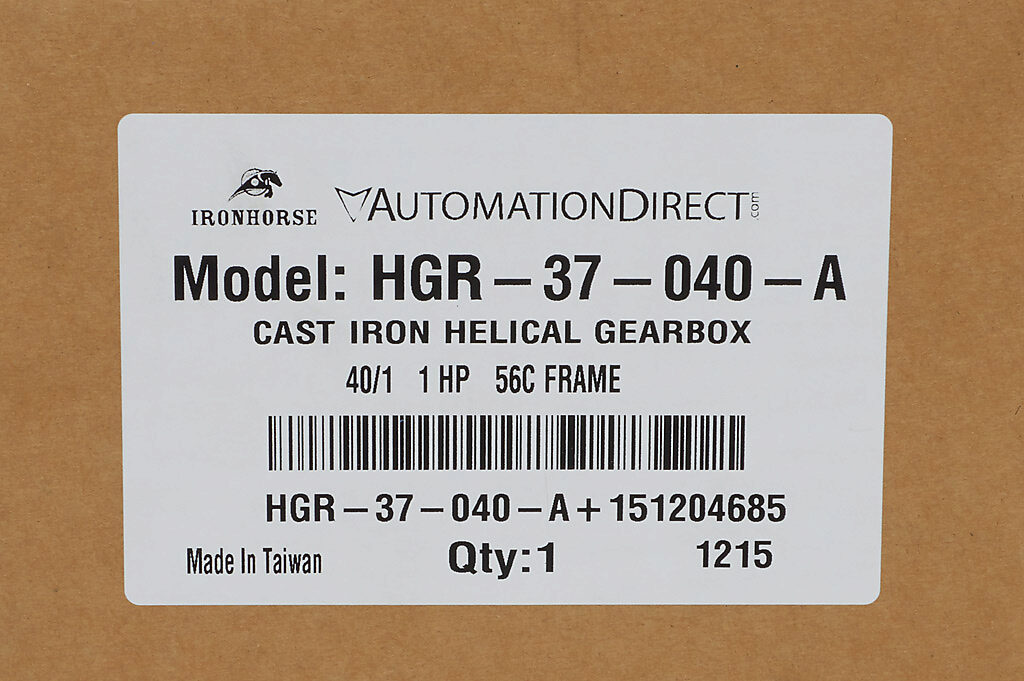 IRONHORSE
AUTOMATIONDIRECT.com
Model: HGR – 37 – 040 – A
CAST IRON HELICAL GEARBOX
40/1 1 HP 56C FRAME
HGR – 37 – 040 – A + 151204685
Made In Taiwan Qty:1 1215